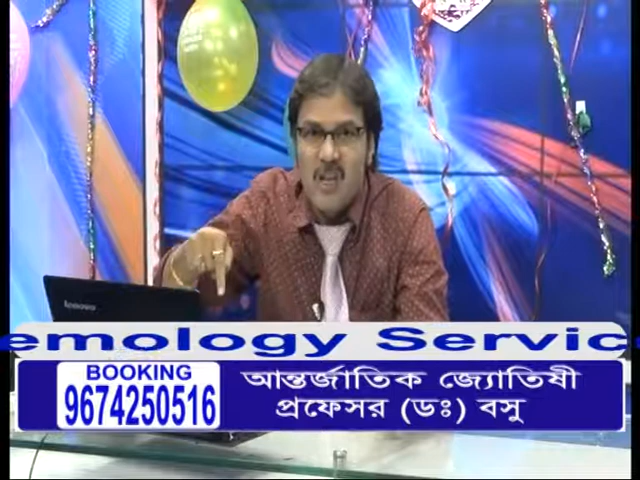 lenovo
emology Servic
BOOKING
9674250516
আন্তর্জাতিক জ্যোতিষী
প্রফেসর (ডঃ) বসু